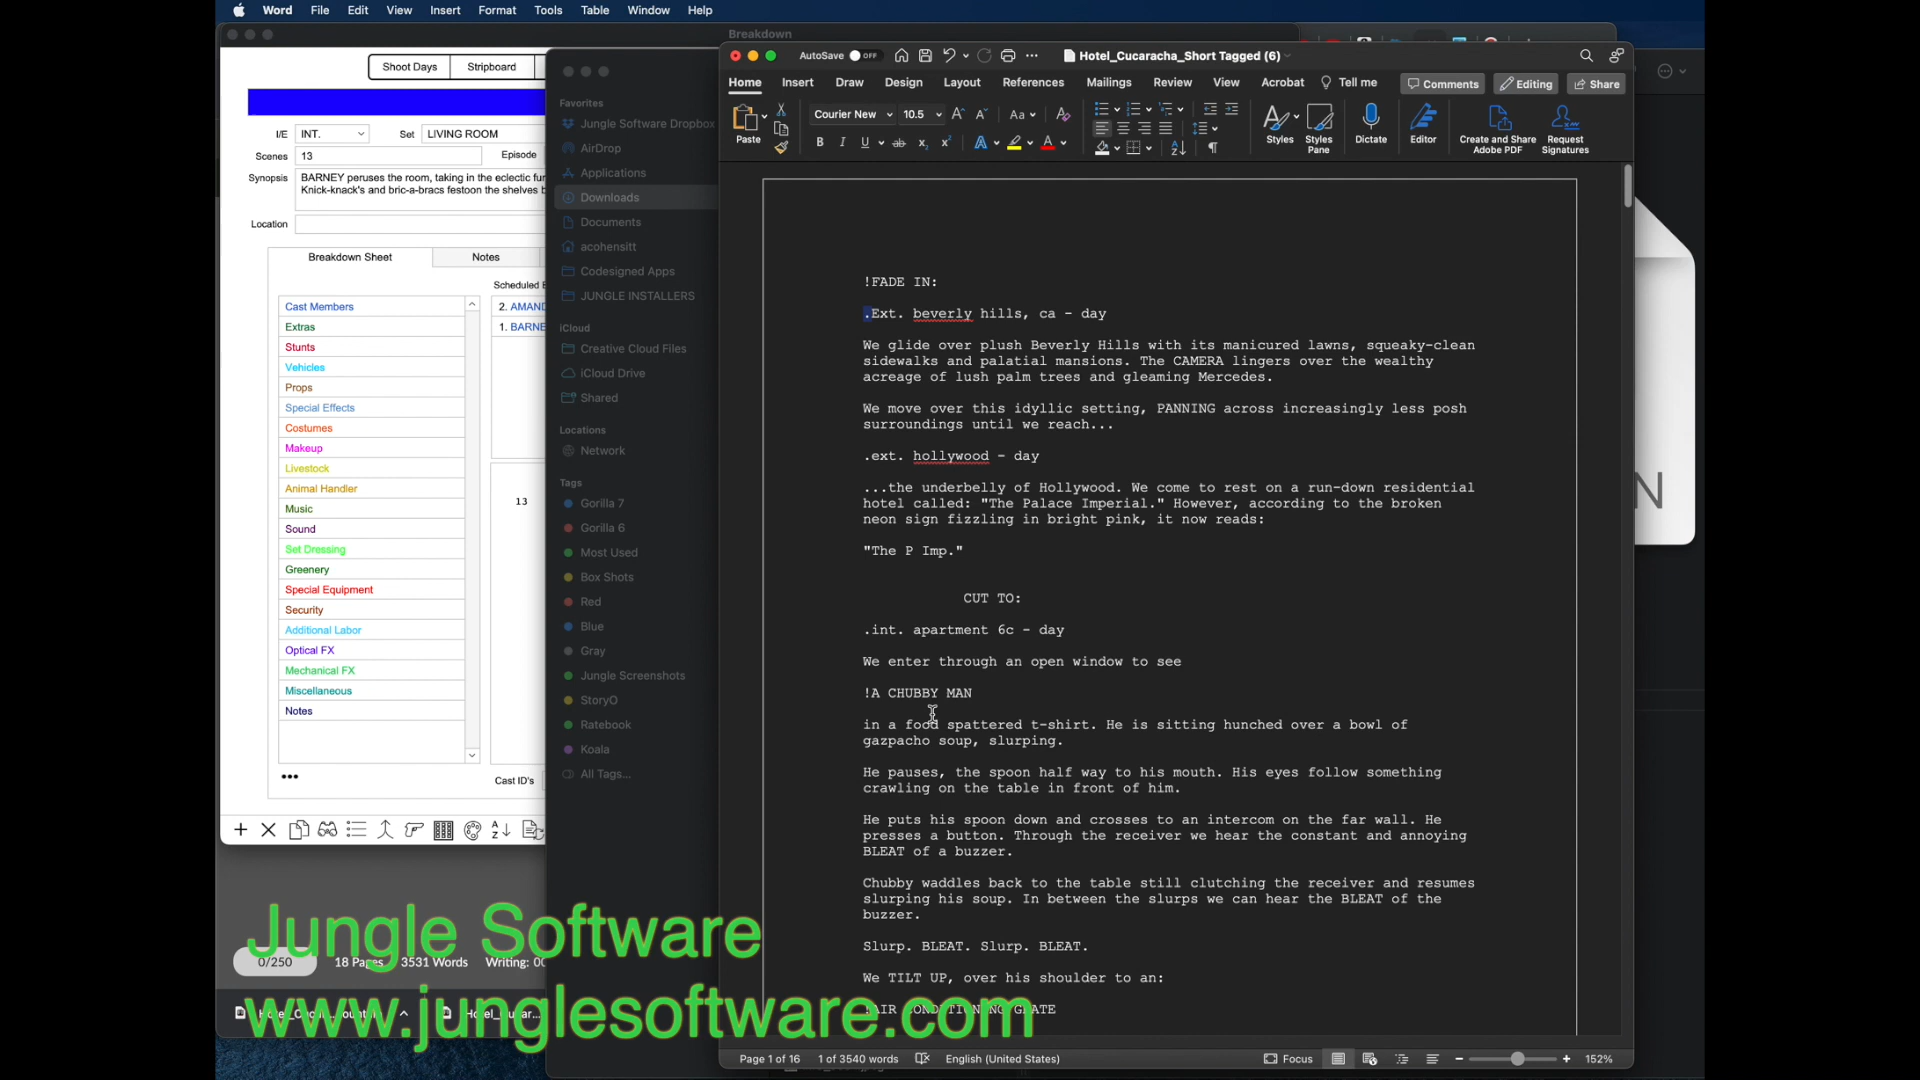 Word File Edit View Insert Format Tools Table Window Help
Breakdown
Shoot Days Stripboard
I/E INT. Set LIVING ROOM
Scenes 13 Episode
Synopsis BARNEY peruses the room, taking in the eclectic fur
Knick-knack's and bric-a-bracs festoon the shelves b
Location
Breakdown Sheet Notes
Scheduled
Cast Members
Extras
Stunts
Vehicles
Props
Special Effects
Costumes
Makeup
Livestock
Animal Handler
Music
Sound
Set Dressing
Greenery
Special Equipment
Security
Additional Labor
Optical FX
Mechanical FX
Miscellaneous
Notes
2. AMAND
1. BARNE
13
Cast ID's
0/250 18 Pages 3531 Words Writing: 00
Favorites
Jungle Software Dropbox
AirDrop
Applications
Downloads
Documents
acohensitt
Codesigned Apps
JUNGLE INSTALLERS
iCloud
Creative Cloud Files
iCloud Drive
Shared
Locations
Network
Tags
Gorilla 7
Gorilla 6
Most Used
Box Shots
Red
Blue
Gray
Jungle Screenshots
StoryO
Ratebook
Koala
All Tags...
AutoSave OFF Hotel_Cucaracha_Short Tagged (6)
Home Insert Draw Design Layout References Mailings Review View Acrobat Tell me Comments Editing Share
Paste Courier New 10.5 Styles Styles Pane Dictate Editor Create and Share Adobe PDF Request Signatures
!FADE IN:
.Ext. beverly hills, ca - day
We glide over plush Beverly Hills with its manicured lawns, squeaky-clean
sidewalks and palatial mansions. The CAMERA lingers over the wealthy
acreage of lush palm trees and gleaming Mercedes.
We move over this idyllic setting, PANNING across increasingly less posh
surroundings until we reach...
.ext. hollywood - day
...the underbelly of Hollywood. We come to rest on a run-down residential
hotel called: "The Palace Imperial." However, according to the broken
neon sign fizzling in bright pink, it now reads:
"The P Imp."
CUT TO:
.int. apartment 6c - day
We enter through an open window to see
!A CHUBBY MAN
in a food spattered t-shirt. He is sitting hunched over a bowl of
gazpacho soup, slurping.
He pauses, the spoon half way to his mouth. His eyes follow something
crawling on the table in front of him.
He puts his spoon down and crosses to an intercom on the far wall. He
presses a button. Through the receiver we hear the constant and annoying
BLEAT of a buzzer.
Chubby waddles back to the table still clutching the receiver and resumes
slurping his soup. In between the slurps we can hear the BLEAT of the
buzzer.
Slurp. BLEAT. Slurp. BLEAT.
We TILT UP, over his shoulder to an:
Page 1 of 16 1 of 3540 words English (United States) Focus 152%
N
Jungle Software
www.junglesoftware.com